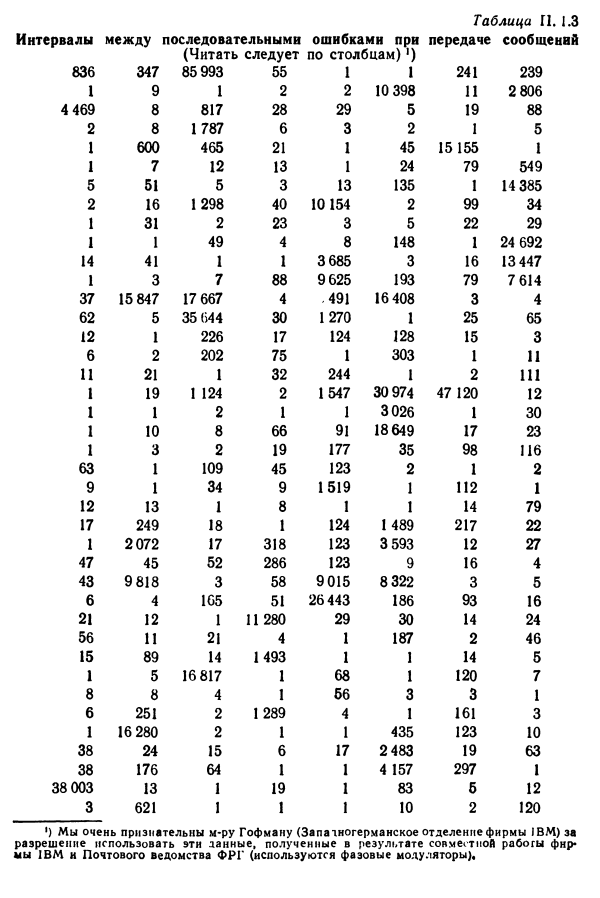 Таблица П. 1.3
Интервалы между последовательными ошибками при передаче сообщений
(Читать следует по столбцам) ¹)
836 347 85 993 55 1 1 241 239
1 9 1 2 2 10 398 11 2 806
4 469 8 817 28 29 5 19 88
2 8 1 787 6 3 2 1 5
1 600 465 21 1 45 15 155 1
1 7 12 13 1 24 79 549
5 51 5 3 13 135 1 14 385
2 16 1 298 40 10 154 2 99 34
1 31 2 23 3 5 22 29
1 1 49 4 8 148 1 24 692
14 41 1 1 3 685 3 16 13 447
1 3 7 88 9 625 193 79 7 614
37 15 847 17 667 4 491 16 408 3 4
62 5 35 644 30 1 270 1 25 65
12 1 226 17 124 128 15 3
6 2 202 75 1 303 1 11
11 21 1 32 244 1 2 111
1 19 1 124 2 1 547 30 974 47 120 12
1 1 2 1 1 3 026 1 30
1 10 8 66 91 18 649 17 23
1 3 2 19 177 35 98 116
63 1 109 45 123 2 1 2
9 1 34 9 1 519 1 112 1
12 13 1 8 1 1 14 79
17 249 18 1 124 1 489 217 22
1 2 072 17 318 123 3 593 12 27
47 45 52 286 123 9 16 4
43 9 818 3 58 9 015 8 322 3 5
6 4 165 51 26 443 186 93 16
21 12 1 11 280 29 30 14 24
56 11 21 4 1 187 2 46
15 89 14 1 493 1 1 14 5
1 5 16 817 1 68 1 120 7
8 8 4 1 56 3 3 1
6 251 2 1 289 4 1 161 3
1 16 280 2 1 1 435 123 10
38 24 15 6 17 2 483 19 63
38 176 64 1 1 4 157 297 1
38 003 13 1 19 1 83 5 12
3 621 1 1 1 10 2 120
¹) Мы очень признательны м-ру Гофману (Западногерманское отделение фирмы IBM) за
разрешение использовать эти данные, полученные в результате совместной работы фир-
мы IBM и Почтового ведомства ФРГ (используются фазовые модуляторы).